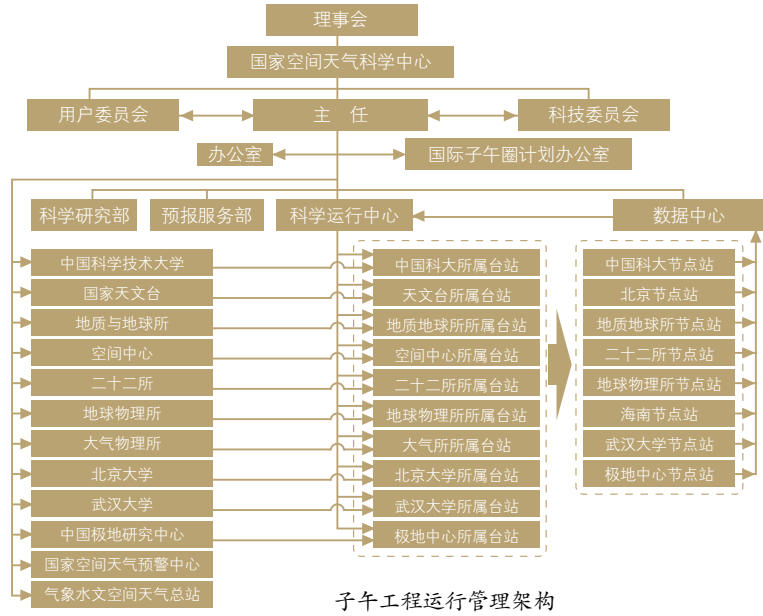 理事会
国家空间天气科学中心
用户委员会
主 任
科技委员会
办公室
国际子午圈计划办公室
科学研究部
预报服务部
科学运行中心
数据中心
中国科学技术大学
国家天文台
地质与地球所
空间中心
二十二所
地球物理所
大气物理所
北京大学
武汉大学
中国极地研究中心
国家空间天气预警中心
气象水文空间天气总站
中国科大所属台站
天文台所属台站
地质地球所所属台站
空间中心所属台站
二十二所所属台站
地球物理所所属台站
大气所所属台站
北京大学所属台站
武汉大学所属台站
极地中心所属台站
中国科大节点站
北京节点站
地质地球所节点站
二十二所节点站
地球物理所节点站
海南节点站
武汉大学节点站
极地中心节点站
子午工程运行管理架构